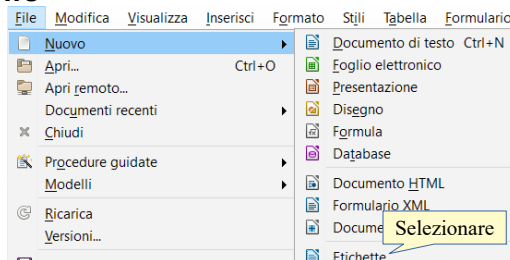 File Modifica Visualizza Inserisci Formato Stili Tabella Formulario
Nuovo
Apri... Ctrl+O
Apri remoto...
Documenti recenti
Chiudi
Procedure guidate
Modelli
Ricarica
Versioni...
Documento di testo Ctrl+N
Foglio elettronico
Presentazione
Disegno
Formula
Database
Documento HTML
Formulario XML
Docume
Selezionare
Etichette